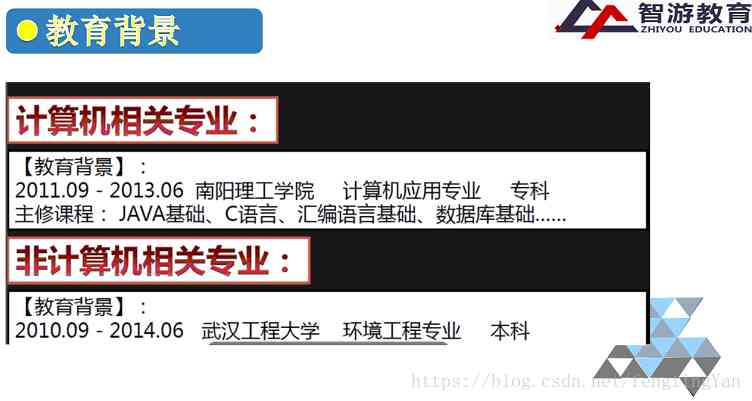 教育背景
智游教育
ZHIYOU EDUCATION
计算机相关专业：
【教育背景】：
2011.09 - 2013.06 南阳理工学院 计算机应用专业 专科
主修课程： JAVA基础、C语言、汇编语言基础、数据库基础......
非计算机相关专业：
【教育背景】：
2010.09 - 2014.06 武汉工程大学 环境工程专业 本科
https://blog.csdn.net/fengjingYan